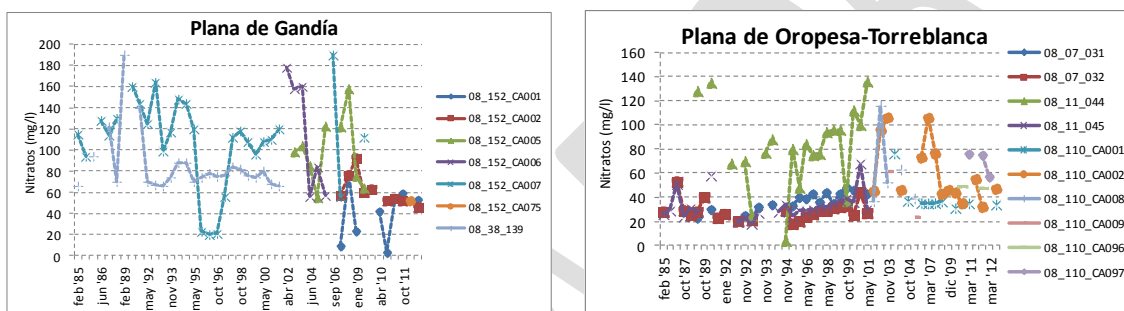 Plana de Gandía
Nitratos (mg/l)
200
180
160
140
120
100
80
60
40
20
0
feb '85
jun '86
feb '89
may '92
nov '93
may '95
oct '96
oct '98
may '00
abr '02
jun '04
sep '06
ene '09
abr '10
oct '11
08_152_CA001
08_152_CA002
08_152_CA005
08_152_CA006
08_152_CA007
08_152_CA075
08_38_139
Plana de Oropesa-Torreblanca
Nitratos (mg/l)
160
140
120
100
80
60
40
20
0
feb '85
oct '87
oct '89
ene '92
nov '93
nov '94
nov '96
nov '98
oct '99
may '01
nov '03
oct '04
mar '07
dic '09
mar '11
mar '12
08_07_031
08_07_032
08_11_044
08_11_045
08_110_CA001
08_110_CA002
08_110_CA008
08_110_CA009
08_110_CA096
08_110_CA097